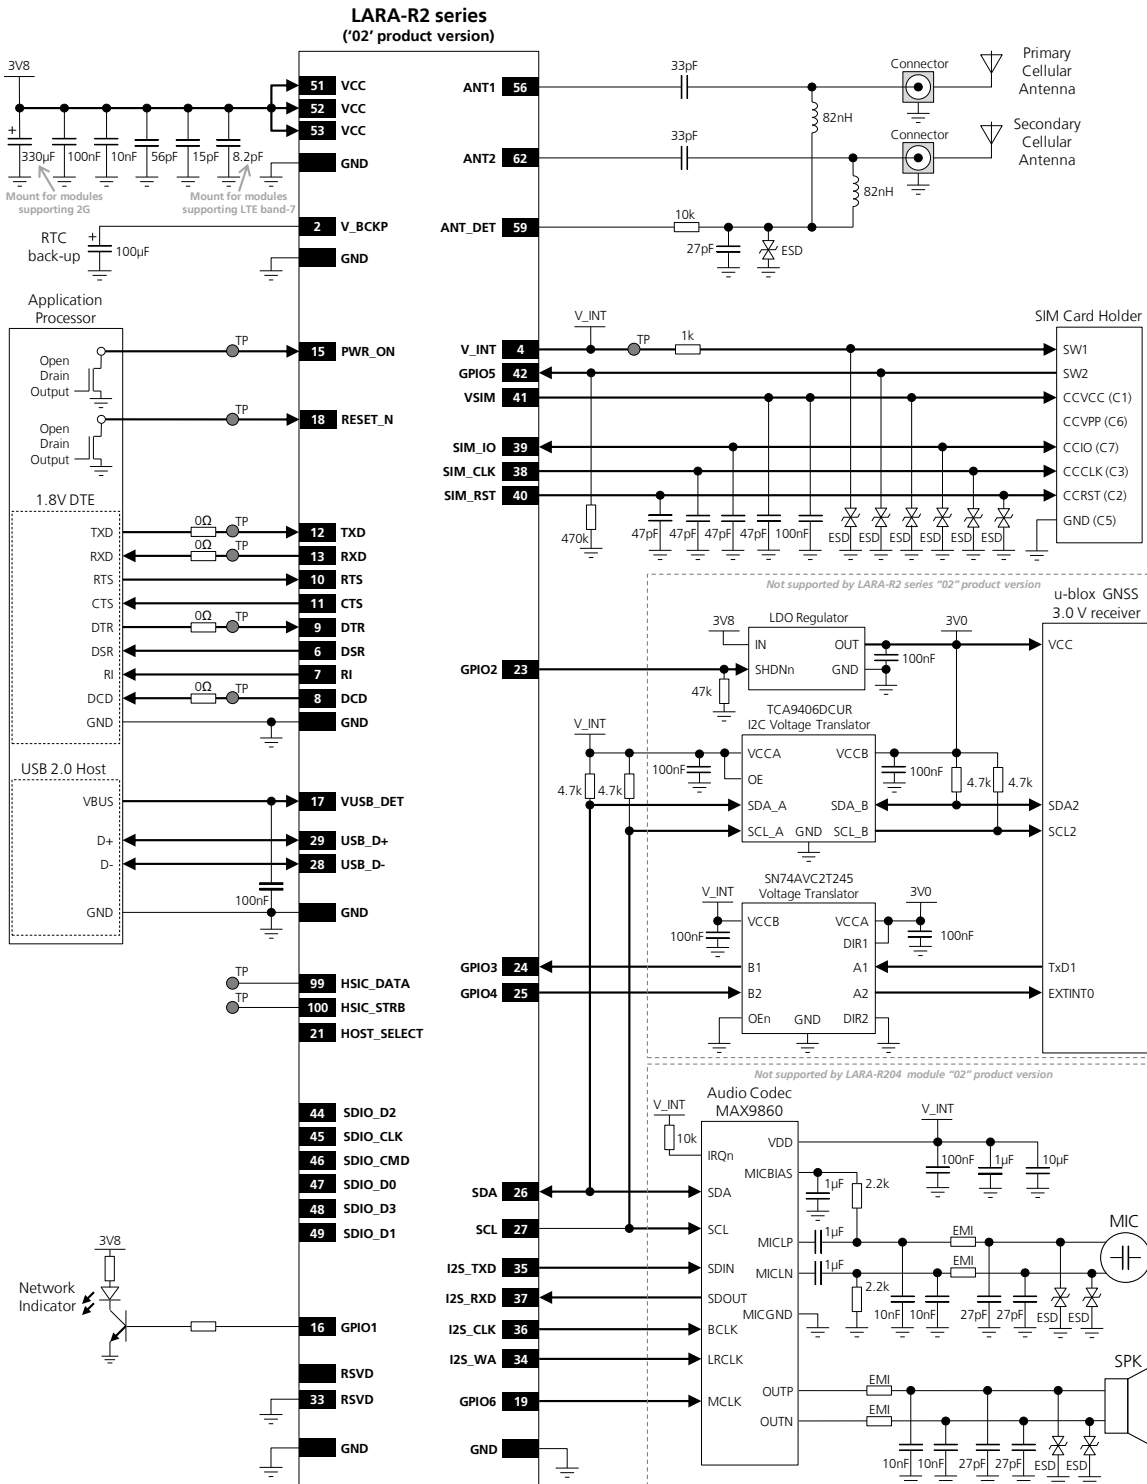 LARA-R2 series
('02' product version)
3V8
51 VCC
52 VCC
53 VCC
GND
330µF
100nF
10nF
56pF
15pF
8.2pF
Mount for modules
supporting 2G
Mount for modules
supporting LTE band-7
RTC
back-up
100µF
2 V_BCKP
GND
Application
Processor
Open
Drain
Output
TP
15 PWR_ON
Open
Drain
Output
TP
18 RESET_N
1.8V DTE
TXD 0Ω TP 12 TXD
RXD 0Ω TP 13 RXD
RTS 10 RTS
CTS 11 CTS
DTR 0Ω TP 9 DTR
DSR 6 DSR
RI 7 RI
DCD 0Ω TP 8 DCD
GND GND
USB 2.0 Host
VBUS 17 VUSB_DET
D+ 29 USB_D+
D- 28 USB_D-
100nF
GND GND
TP 99 HSIC_DATA
TP 100 HSIC_STRB
21 HOST_SELECT
44 SDIO_D2
45 SDIO_CLK
46 SDIO_CMD
47 SDIO_D0
48 SDIO_D3
49 SDIO_D1
3V8
Network
Indicator
16 GPIO1
RSVD
33 RSVD
GND
ANT1 56
33pF
Connector
Primary
Cellular
Antenna
82nH
ANT2 62
33pF
Connector
Secondary
Cellular
Antenna
82nH
ANT_DET 59
10k
27pF
ESD
V_INT
TP
1k
SIM Card Holder
V_INT 4 SW1
GPIO5 42 SW2
VSIM 41 CCVCC (C1)
CCVPP (C6)
SIM_IO 39 CCIO (C7)
SIM_CLK 38 CCCLK (C3)
SIM_RST 40 CCRST (C2)
GND (C5)
470k
47pF
47pF
47pF
47pF
100nF
ESD
ESD
ESD
ESD
ESD
ESD
Not supported by LARA-R2 series "02" product version
u-blox GNSS
3.0 V receiver
3V8
LDO Regulator
3V0
IN
OUT
VCC
GPIO2 23
SHDNn
GND
100nF
47k
TCA9406DCUR
I2C Voltage Translator
V_INT
VCCA
VCCB
100nF
OE
100nF
4.7k
4.7k
4.7k
4.7k
SDA_A
SDA_B
SDA2
SCL_A
GND
SCL_B
SCL2
SN74AVC2T245
Voltage Translator
V_INT
3V0
VCCB
VCCA
100nF
DIR1
100nF
GPIO3 24
B1
A1
TxD1
GPIO4 25
B2
A2
EXTINT0
OEn
GND
DIR2
Not supported by LARA-R204 module "02" product version
Audio Codec
MAX9860
V_INT
V_INT
10k
VDD
IRQn
100nF
1µF
10µF
MICBIAS
1µF
2.2k
SDA 26 SDA
SCL 27 SCL
MICLP
1µF
EMI
MIC
I2S_TXD 35 SDIN
MICLN
1µF
EMI
2.2k
I2S_RXD 37 SDOUT
MICGND
10nF
10nF
27pF
27pF
ESD
ESD
I2S_CLK 36 BCLK
I2S_WA 34 LRCLK
SPK
OUTP
EMI
GPIO6 19 MCLK
OUTN
EMI
GND
10nF
10nF
27pF
27pF
ESD
ESD